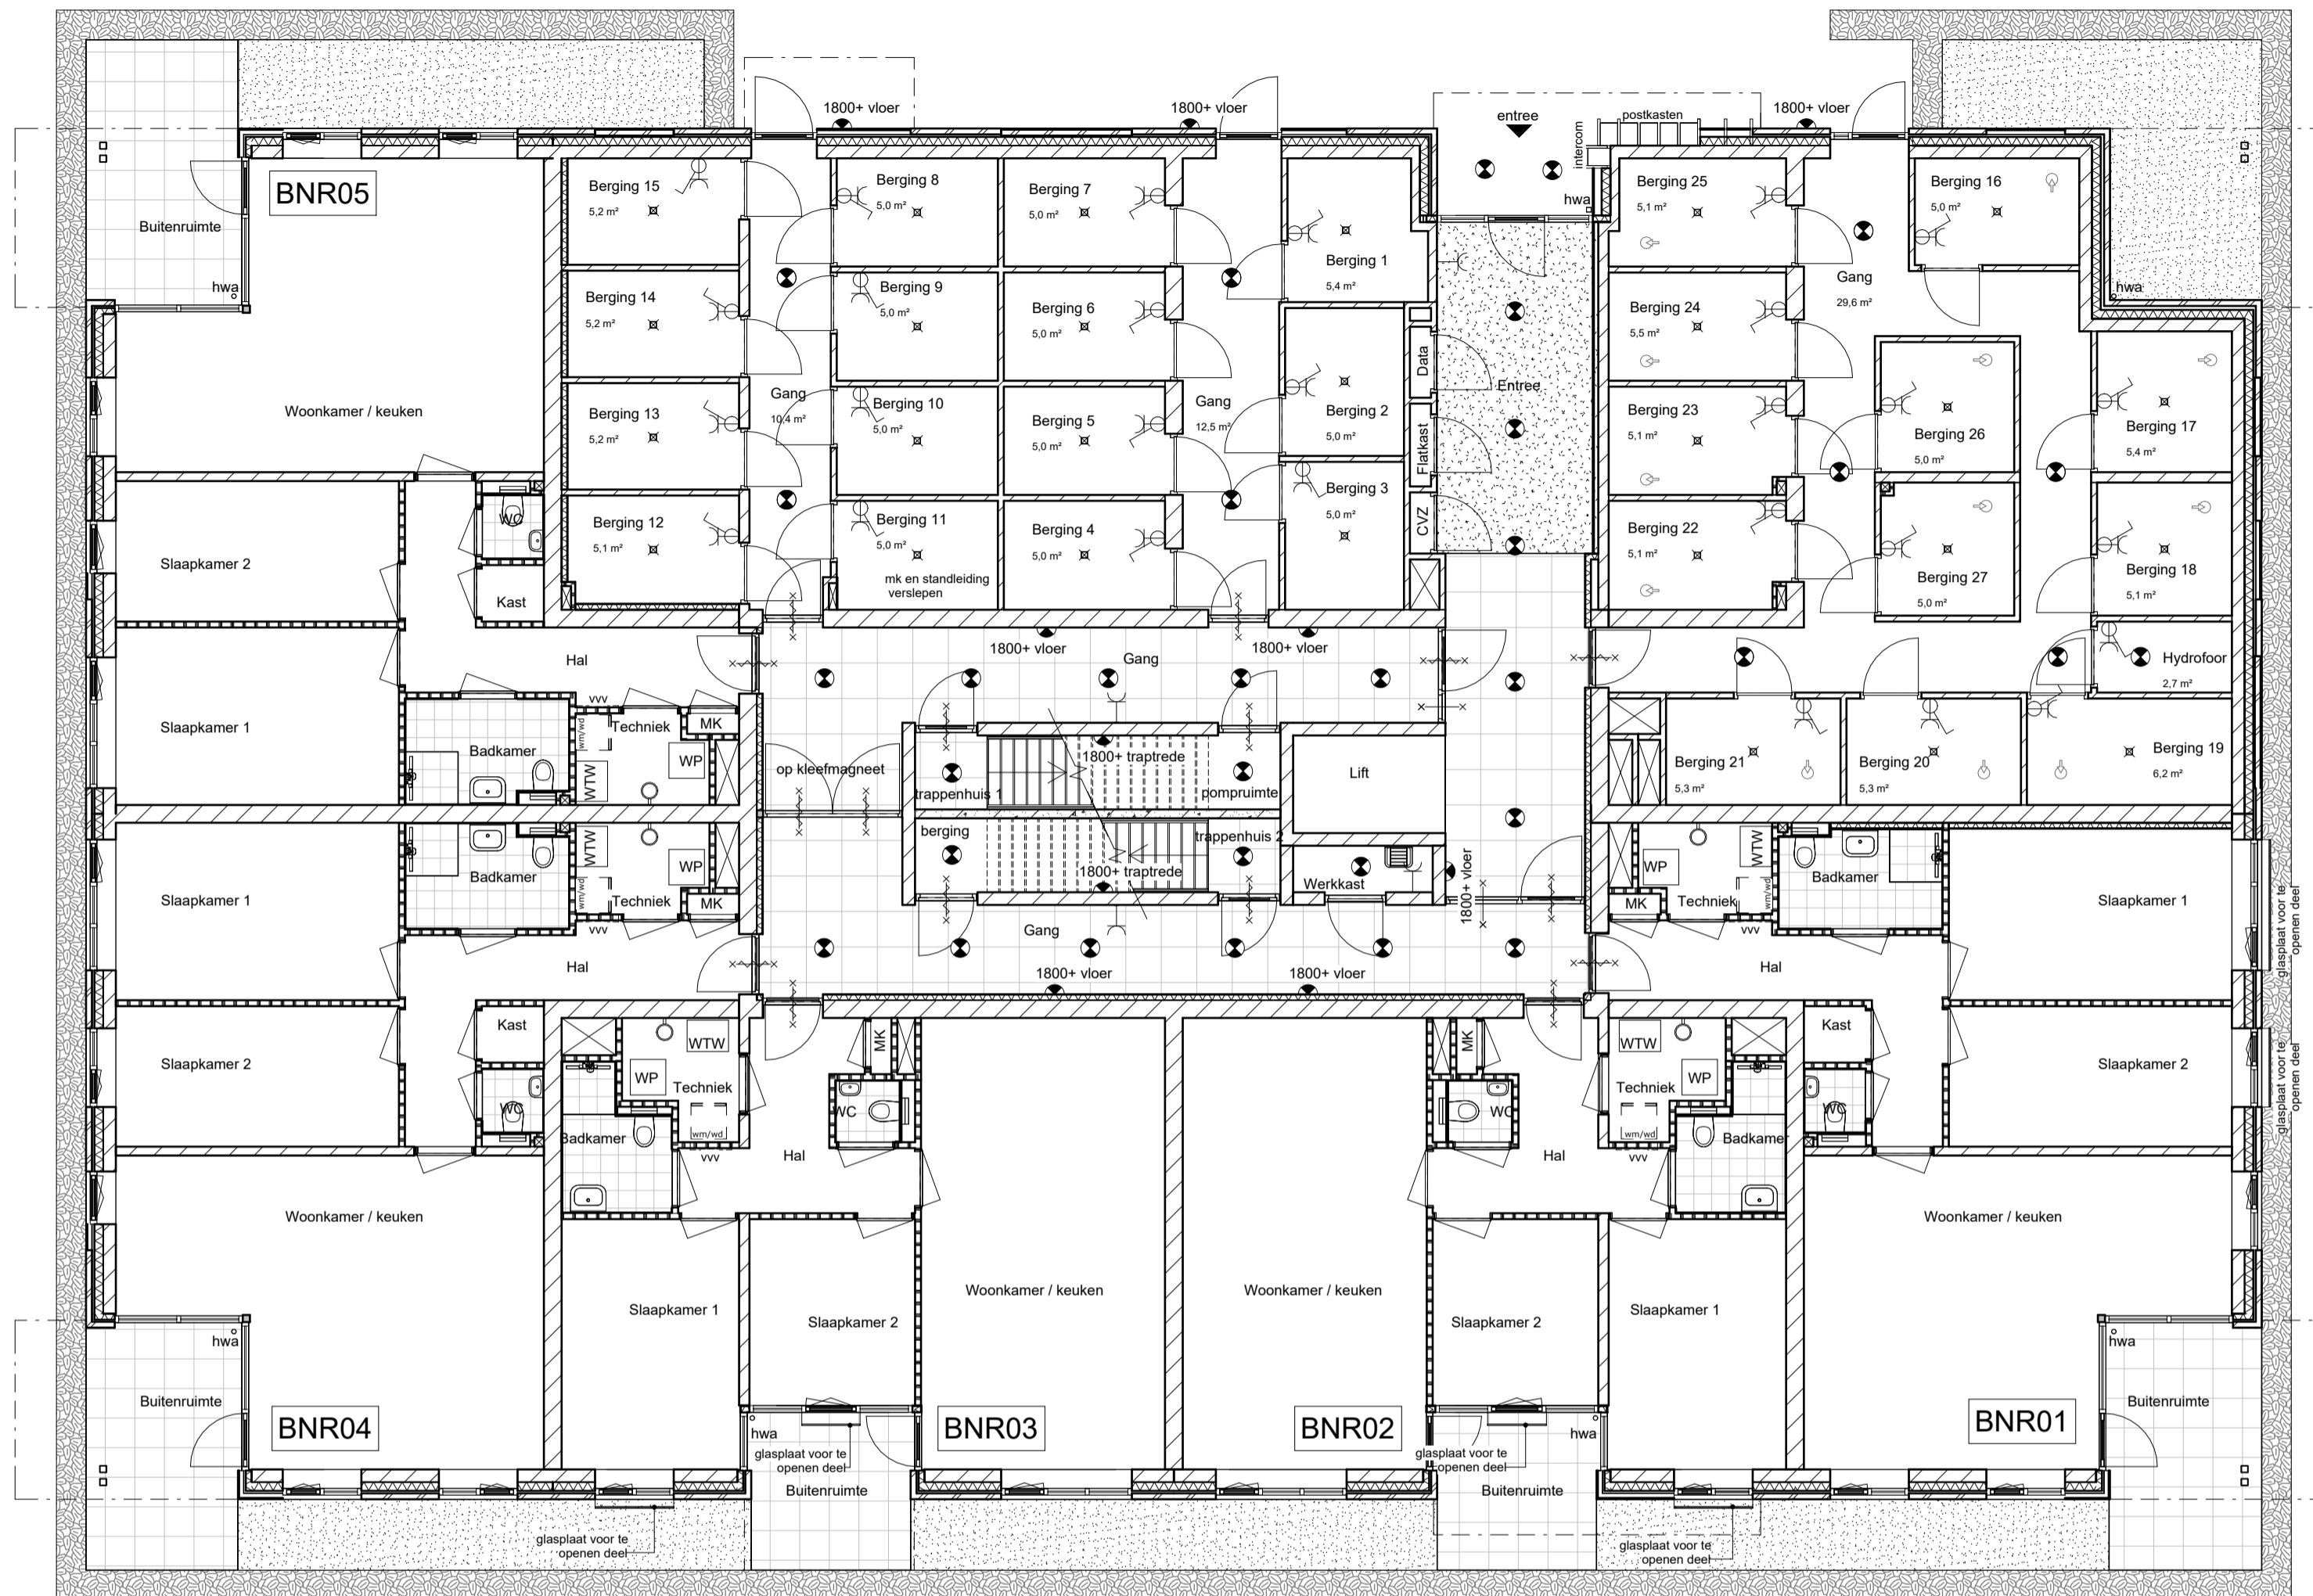 1800+ vloer
1800+ vloer
entree
intercom
postkasten
1800+ vloer
BNR05
Buitenruimte
hwa
Woonkamer / keuken
Slaapkamer 2
WC
Kast
Slaapkamer 1
Hal
Badkamer
vvv
wm/wd
Techniek
MK
WTW
WP
Berging 15
5,2 m²
Berging 14
5,2 m²
Berging 13
5,2 m²
Berging 12
5,1 m²
Gang
10,4 m²
Berging 8
5,0 m²
Berging 9
5,0 m²
Berging 10
5,0 m²
Berging 11
5,0 m²
mk en standleiding
verslepen
Berging 7
5,0 m²
Berging 6
5,0 m²
Berging 5
5,0 m²
Berging 4
5,0 m²
Gang
12,5 m²
Berging 1
5,4 m²
Berging 2
5,0 m²
Berging 3
5,0 m²
hwa
Data
Flatkast
CVZ
Entree
Berging 25
5,1 m²
Berging 24
5,5 m²
Berging 23
5,1 m²
Berging 22
5,1 m²
Gang
29,6 m²
Berging 16
5,0 m²
hwa
Berging 26
5,0 m²
Berging 27
5,0 m²
Berging 17
5,4 m²
Berging 18
5,1 m²
Hydrofoor
2,7 m²
Berging 21
5,3 m²
Berging 20
5,3 m²
Berging 19
6,2 m²
1800+ vloer
Gang
1800+ vloer
op kleefmagneet
trappenhuis 1
1800+ traptrede
pompruimte
Lift
berging
trappenhuis 2
1800+ traptrede
Werkkast
1800+ vloer
Gang
1800+ vloer
1800+ vloer
Slaapkamer 1
Badkamer
WTW
WP
wm/wd
Techniek
MK
vvv
Hal
Kast
Slaapkamer 2
WC
Woonkamer / keuken
hwa
Buitenruimte
BNR04
WTW
WP
Techniek
wm/wd
Badkamer
vvv
MK
WC
Hal
Slaapkamer 1
Slaapkamer 2
Woonkamer / keuken
BNR03
hwa
glasplaat voor te
openen deel
Buitenruimte
glasplaat voor te
openen deel
Woonkamer / keuken
BNR02
MK
WC
Hal
WTW
WP
Techniek
wm/wd
vvv
Badkamer
Slaapkamer 2
Slaapkamer 1
glasplaat voor te
openen deel
hwa
Buitenruimte
glasplaat voor te
openen deel
WP
WTW
MK
Techniek
wm/wd
vvv
Badkamer
Slaapkamer 1
Hal
Kast
WC
Slaapkamer 2
glasplaat voor te
openen deel
glasplaat voor te
openen deel
Woonkamer / keuken
hwa
BNR01
Buitenruimte